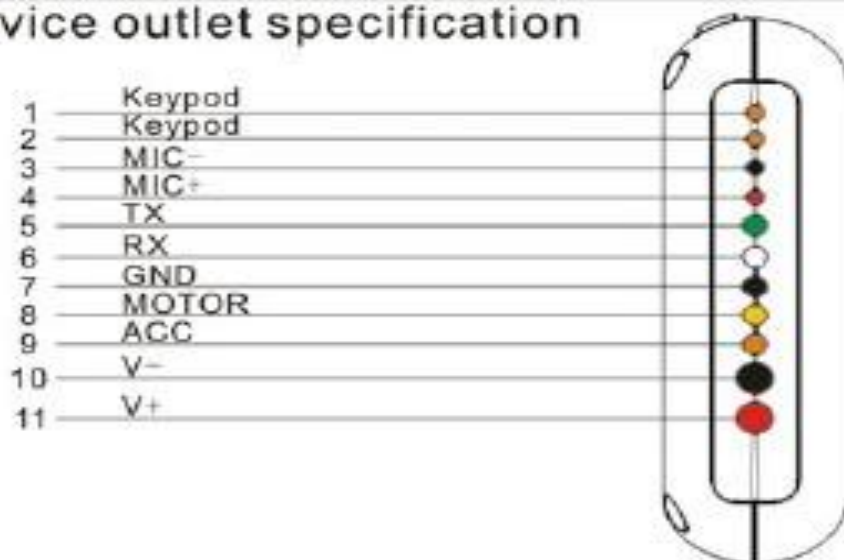 vice outlet specification
1 Keypod
2 Keypod
3 MIC-
4 MIC+
5 TX
6 RX
7 GND
8 MOTOR
9 ACC
10 V-
11 V+